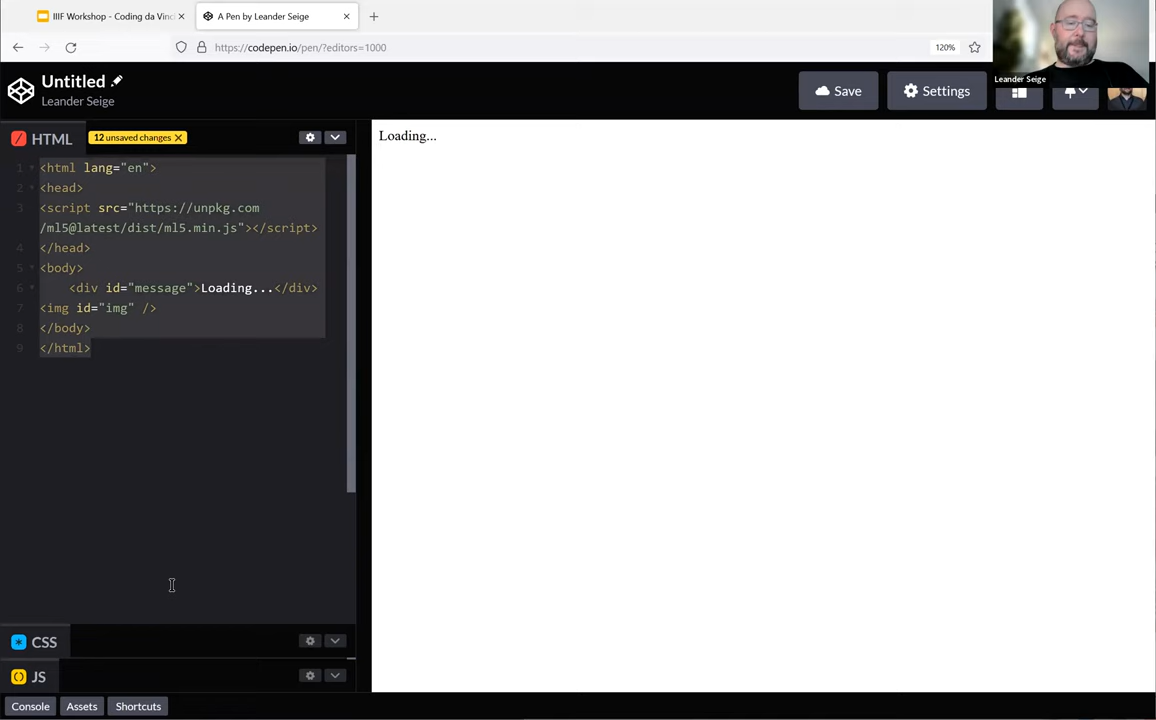 IIIF Workshop - Coding da Vinci
A Pen by Leander Seige
https://codepen.io/pen/?editors=1000
120%
Leander Seige
Untitled
Leander Seige
Save
Settings
HTML
12 unsaved changes X
Loading...
1 <html lang="en">
2 <head>
3 <script src="https://unpkg.com
/ml5@latest/dist/ml5.min.js"></script>
4 </head>
5 <body>
6 <div id="message">Loading...</div>
7 <img id="img" />
8 </body>
9 </html>
CSS
JS
Console
Assets
Shortcuts